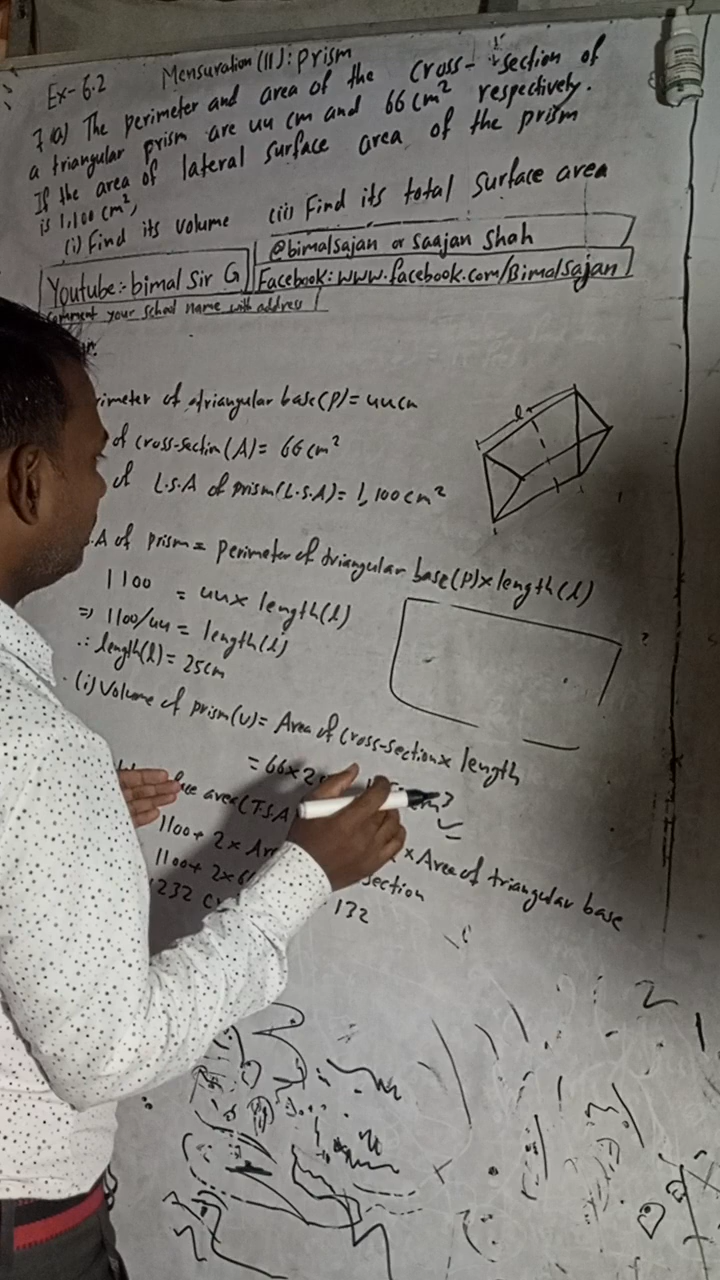 Ex-6.2 Mensuration (II): prism
7.(a) The perimeter and area of the cross-section of
a triangular prism are 44 cm and 66 cm² respectively.
If the area of lateral surface area of the prism
is 1,100 cm²,
(i) Find its volume (ii) Find its total surface area
@bimalsajan or Saajan Shah
Youtube:- bimal Sir G
Facebook: www.facebook.com/Bimalsajan
comment your School Name with address
rimeter of triangular base (P) = 44 cm
of cross-section (A) = 66 cm²
of L.S.A of prism (L.S.A) = 1,100 cm²
l
.A of prism = perimeter of triangular base (P) x length (l)
1100 = 44 x length (l)
⇒ 1100/44 = length (l)
∴ length (l) = 25cm
(i) Volume of prism (v) = Area of cross-section x length
= 66 x 2
face area (T.S.A
x Area of triangular base
1100 + 2 x Ar
section
1100 + 2 x 6
1232 c
132